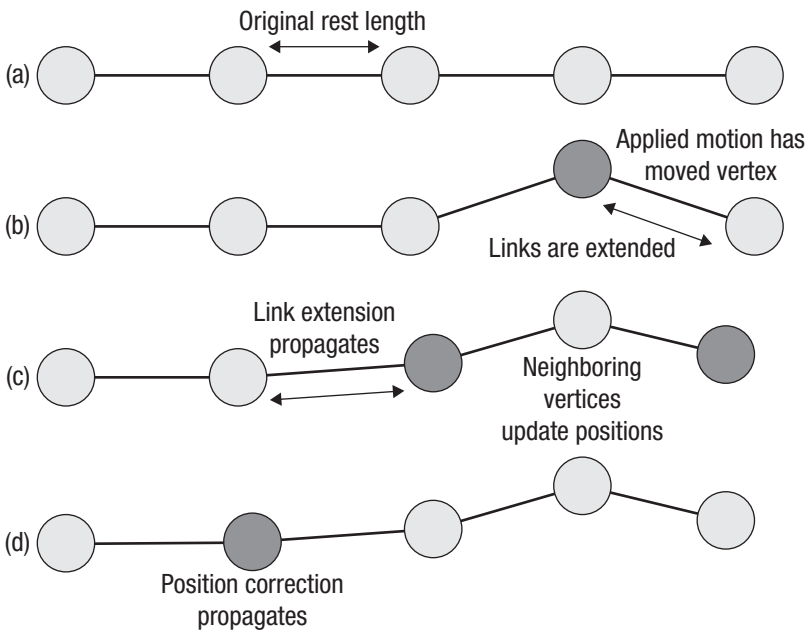 Original rest length
(a)
Applied motion has
moved vertex
(b)
Links are extended
Link extension
propagates
(c)
Neighboring
vertices
update positions
(d)
Position correction
propagates